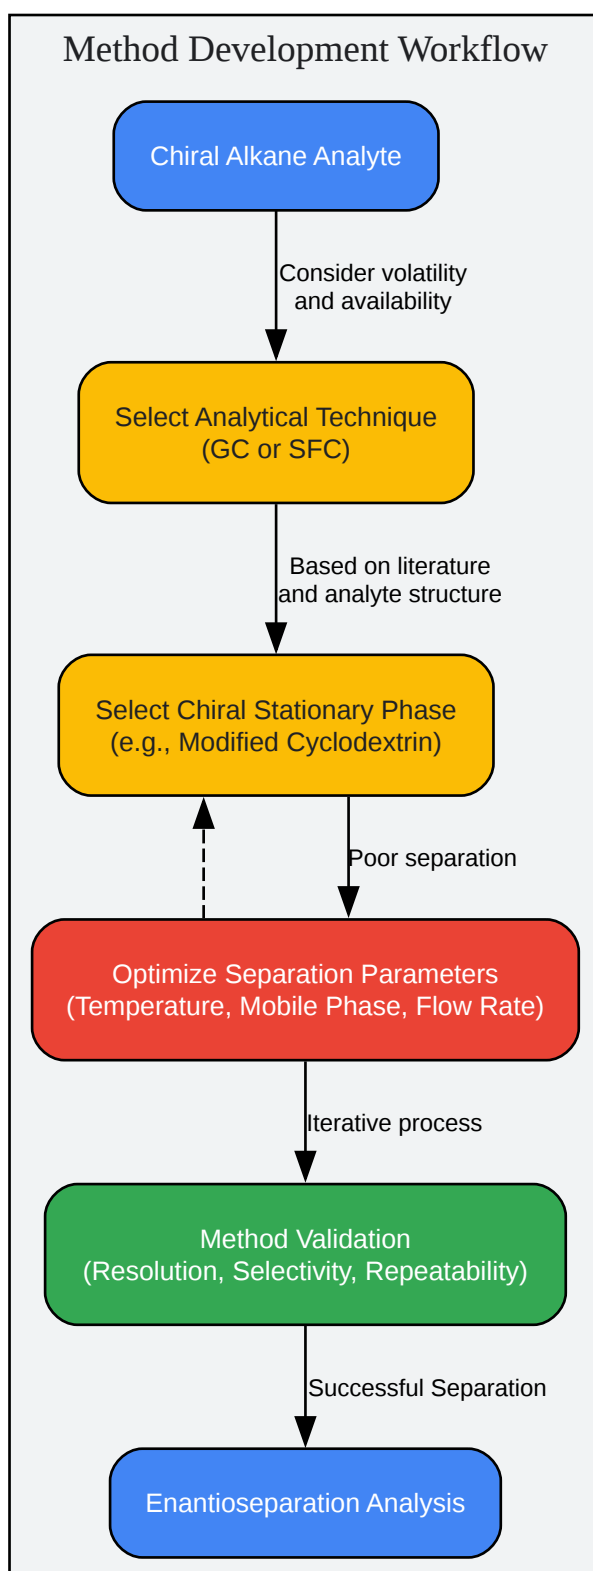 Method Development Workflow
Chiral Alkane Analyte
Consider volatility
and availability
Select Analytical Technique
(GC or SFC)
Based on literature
and analyte structure
Select Chiral Stationary Phase
(e.g., Modified Cyclodextrin)
Poor separation
Optimize Separation Parameters
(Temperature, Mobile Phase, Flow Rate)
Iterative process
Method Validation
(Resolution, Selectivity, Repeatability)
Successful Separation
Enantioseparation Analysis